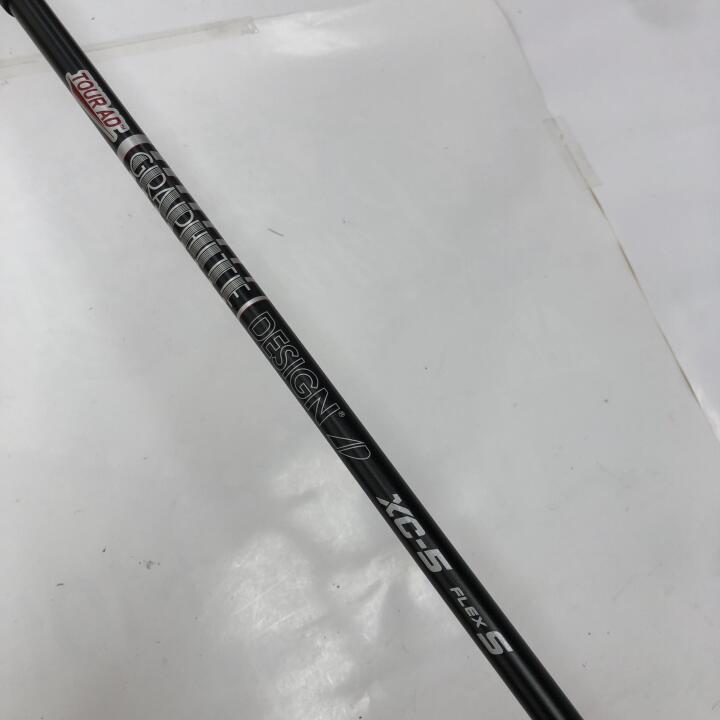 TOUR AD
GRAPHITE DESIGN®
XC-5 FLEX S